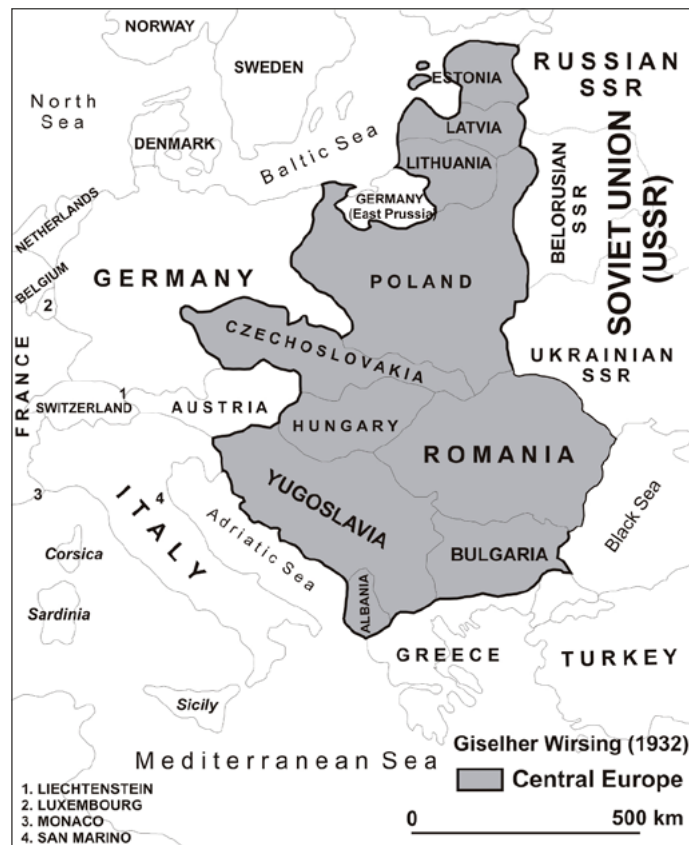 NORWAY
SWEDEN
North
Sea
DENMARK
Baltic Sea
ESTONIA
LATVIA
LITHUANIA
RUSSIAN
SSR
GERMANY
(East Prussia)
BELORUSIAN
SSR
SOVIET UNION
(USSR)
NETHERLANDS
BELGIUM
2
GERMANY
POLAND
UKRAINIAN
SSR
CZECHOSLOVAKIA
FRANCE
1
SWITZERLAND
AUSTRIA
HUNGARY
ROMANIA
3
4
ITALY
YUGOSLAVIA
Adriatic Sea
Black Sea
BULGARIA
Corsica
Sardinia
ALBANIA
GREECE
TURKEY
Sicily
Mediterranean Sea
Giselher Wirsing (1932)
Central Europe
1. LIECHTENSTEIN
2. LUXEMBOURG
3. MONACO
4. SAN MARINO
0 500 km